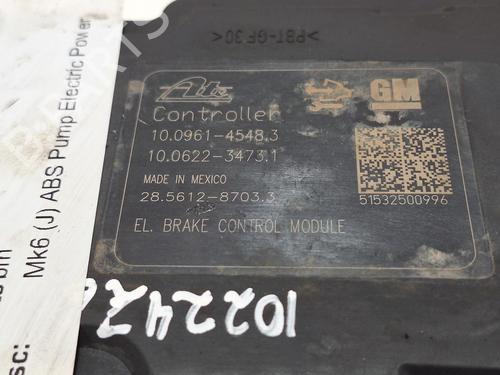 >PBT-GF30<
Ate
GM
Controller
10.0961-4548.3
10.0622-3473.1
MADE IN MEXICO
28.5612-8703.3
51532500996
EL. BRAKE CONTROL MODULE
Mk6 (J) ABS Pump Electric Power
sc:
102242